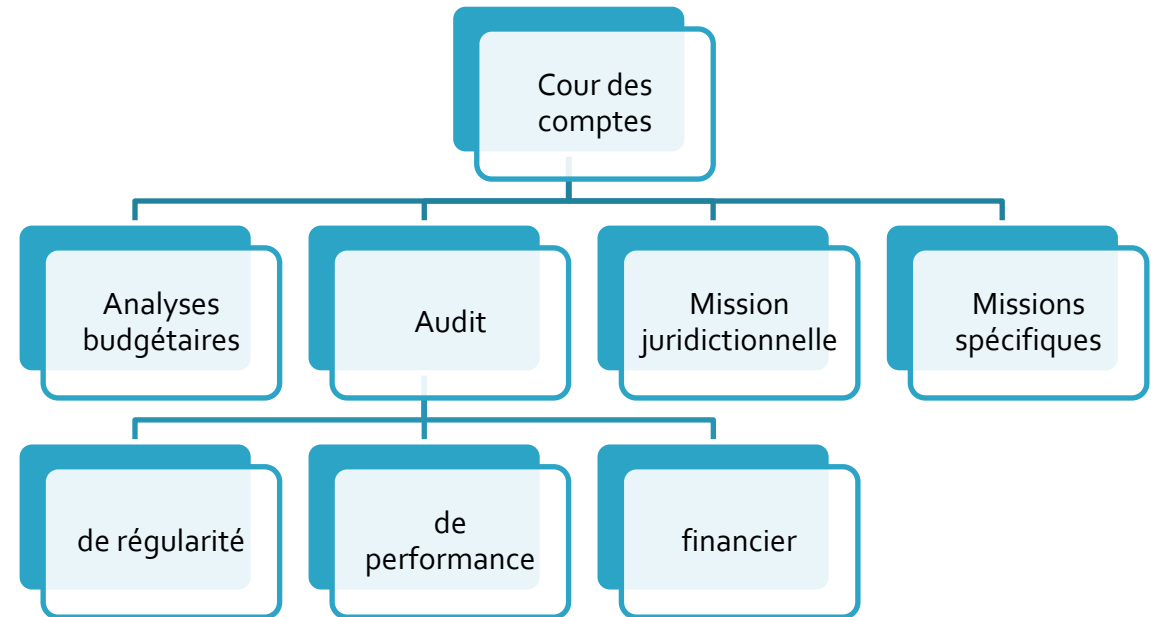 Cour des
comptes
Analyses
budgétaires
Audit
Mission
juridictionnelle
Missions
spécifiques
de régularité
de
performance
financier